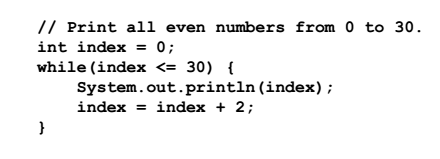 // Print all even numbers from 0 to 30.
int index = 0;
while(index <= 30) {
    System.out.println(index);
    index = index + 2;
}